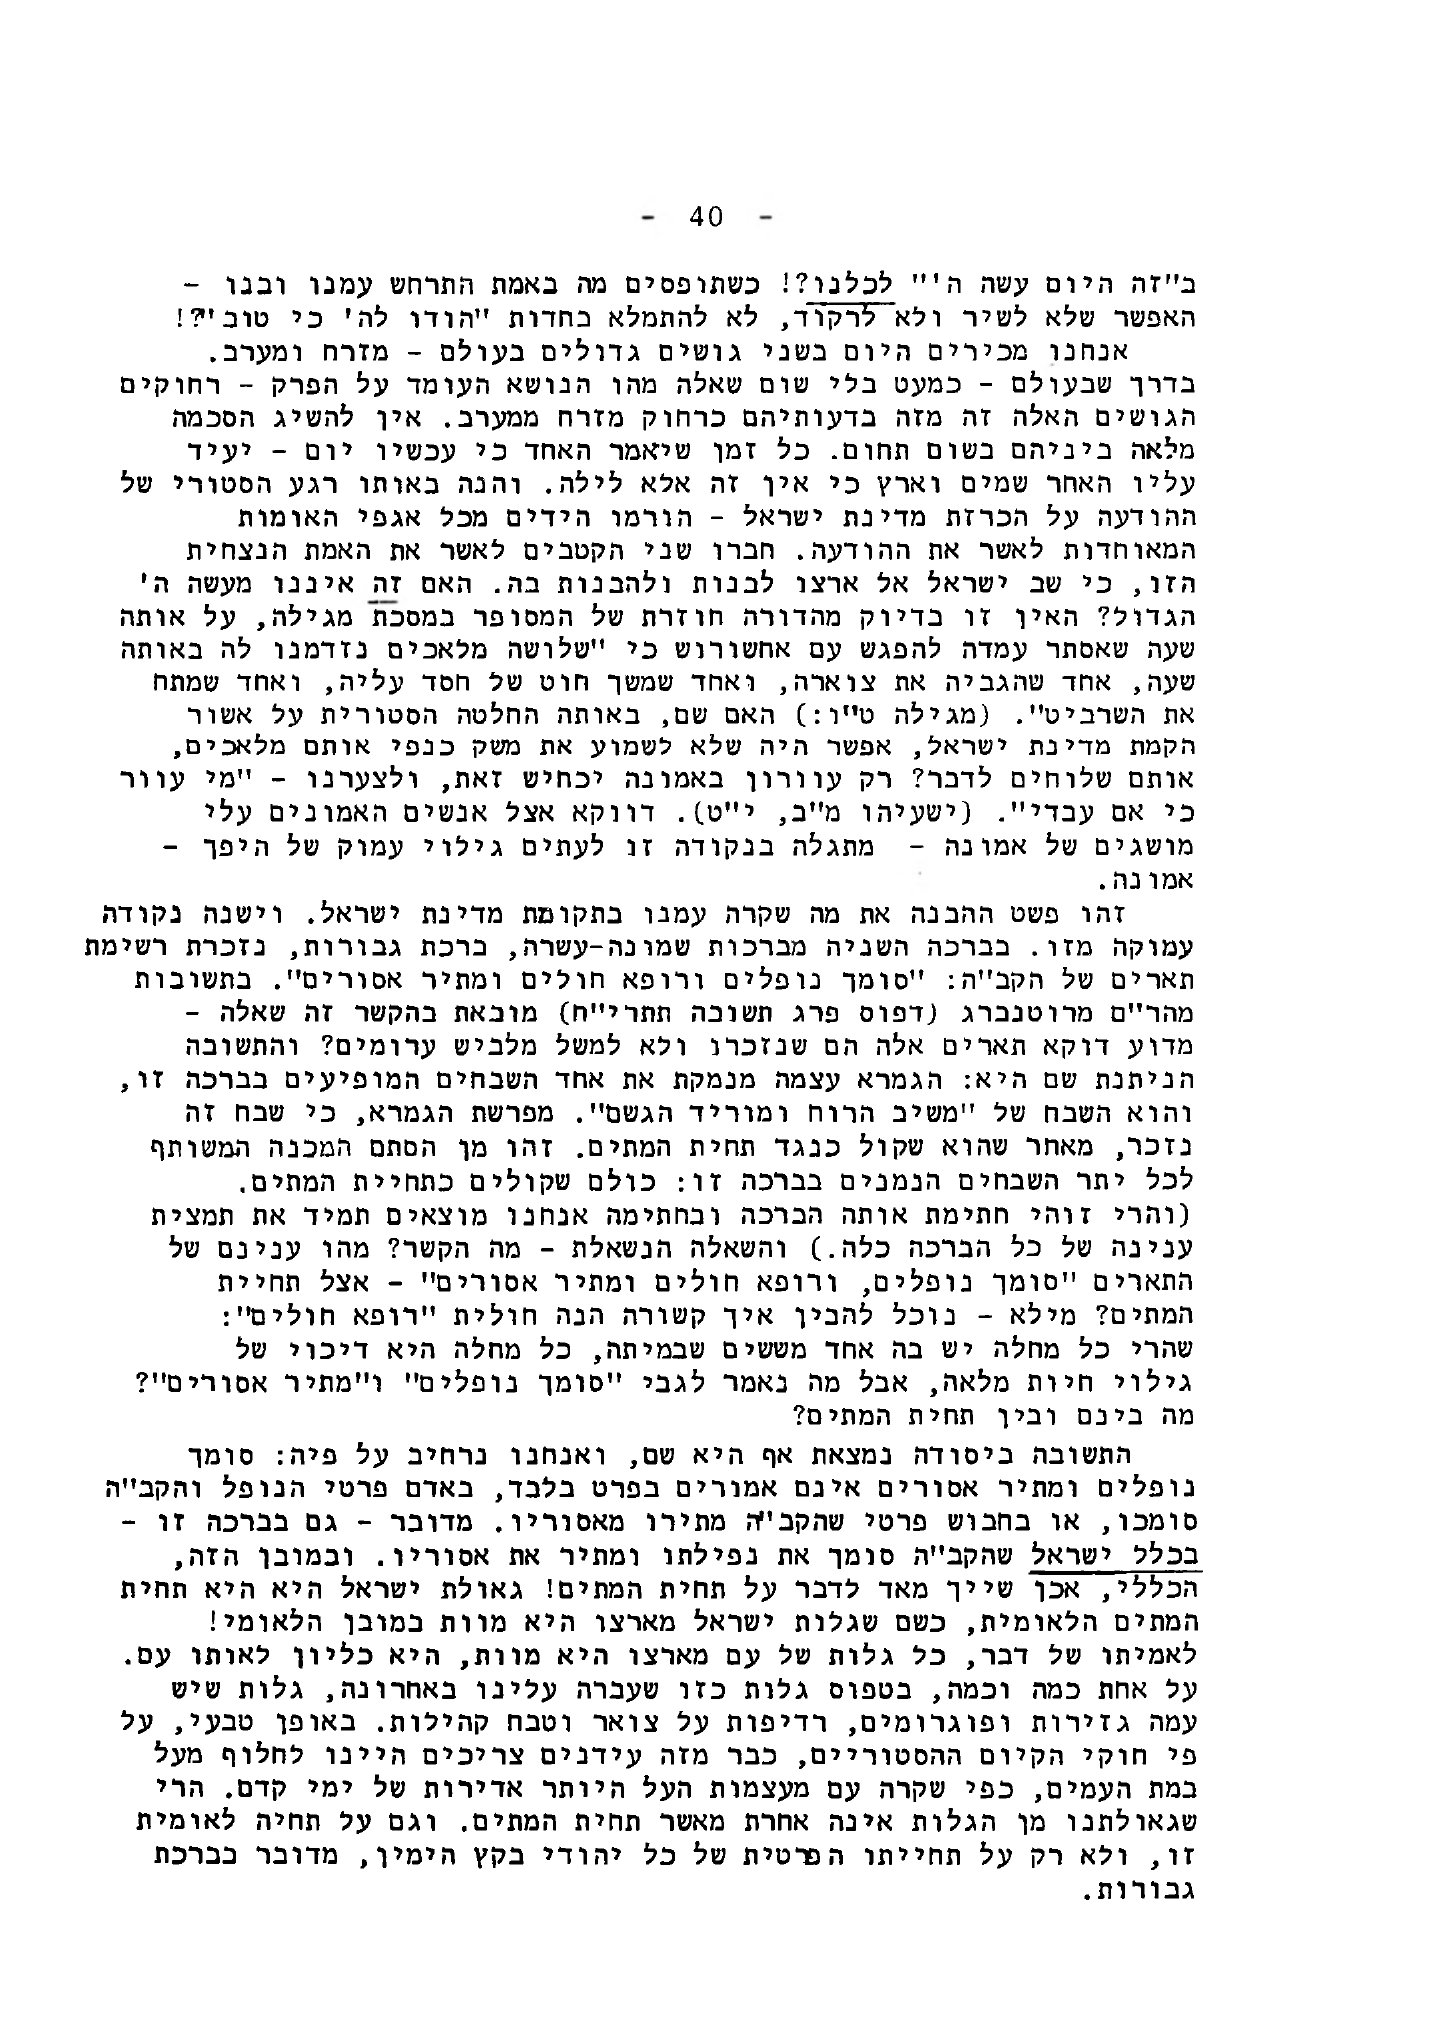 - 40 -
ב"זה היום עשה ה'" לכלנו?! כשתופסים מה באמת התרחש עמנו ובנו -
האפשר שלא לשיר ולא לרקוד, לא להתמלא בחדות "הודו לה' כי טוב"?!
אנחנו מכירים היום בשני גושים גדולים בעולם - מזרח ומערב.
בדרך שבעולם - כמעט בלי שום שאלה מהו הנושא העומד על הפרק - רחוקים
הגושים האלה זה מזה בדעותיהם כרחוק מזרח ממערב. אין להשיג הסכמה
מלאה ביניהם בשום תחום. כל זמן שיאמר האחד כי עכשיו יום - יעיד
עליו האחר שמים וארץ כי אין זה אלא לילה. והנה באותו רגע הסטורי של
ההודעה על הכרזת מדינת ישראל - הורמו הידים מכל אגפי האומות
המאוחדות לאשר את ההודעה. חברו שני הקטבים לאשר את האמת הנצחית
הזו, כי שב ישראל אל ארצו לבנות ולהבנות בה. האם זה איננו מעשה ה'
הגדול? האין זו בדיוק מהדורה חוזרת של המסופר במסכת מגילה, על אותה
שעה שאסתר עמדה להפגש עם אחשורוש כי "שלושה מלאכים נזדמנו לה באותה
שעה, אחד שהגביה את צוארה, ואחד שמשך חוט של חסד עליה, ואחד שמתח
את השרביט". (מגילה ט"ו:) האם שם, באותה החלטה הסטורית על אשור
הקמת מדינת ישראל, אפשר היה שלא לשמוע את משק כנפי אותם מלאכים,
אותם שלוחים לדבר? רק עוורון באמונה יכחיש זאת, ולצערנו - "מי עוור
כי אם עבדי". (ישעיהו מ"ב, י"ט). דווקא אצל אנשים האמונים עלי
מושגים של אמונה - מתגלה בנקודה זו לעתים גילוי עמוק של היפך -
אמונה.
זהו פשט ההבנה את מה שקרה עמנו בתקומת מדינת ישראל. וישנה נקודה
עמוקה מזו. בברכה השניה מברכות שמונה-עשרה, ברכת גבורות, נזכרת רשימת
תארים של הקב"ה: "סומך נופלים ורופא חולים ומתיר אסורים". בתשובות
מהר"ם מרוטנברג (דפוס פרג תשובה תתרי"ח) מובאת בהקשר זה שאלה -
מדוע דוקא תארים אלה הם שנזכרו ולא למשל מלביש ערומים? והתשובה
הניתנת שם היא: הגמרא עצמה מנמקת את אחד השבחים המופיעים בברכה זו,
והוא השבח של "משיב הרוח ומוריד הגשם". מפרשת הגמרא, כי שבח זה
נזכר, מאחר שהוא שקול כנגד תחית המתים. זהו מן הסתם המכנה המשותף
לכל יתר השבחים הנמנים בברכה זו: כולם שקולים כתחיית המתים.
(והרי זוהי חתימת אותה הברכה ובחתימה אנחנו מוצאים תמיד את תמצית
ענינה של כל הברכה כלה.) והשאלה הנשאלת - מה הקשר? מהו ענינם של
התארים "סומך נופלים, ורופא חולים ומתיר אסורים" - אצל תחיית
המתים? מילא - נוכל להבין איך קשורה הנה חולית "רופא חולים":
שהרי כל מחלה יש בה אחד מששים שבמיתה, כל מחלה היא דיכוי של
גילוי חיות מלאה, אבל מה נאמר לגבי "סומך נופלים" ו"מתיר אסורים"?
מה בינם ובין תחית המתים?
התשובה ביסודה נמצאת אף היא שם, ואנחנו נרחיב על פיה: סומך
נופלים ומתיר אסורים אינם אמורים בפרט בלבד, באדם פרטי הנופל והקב"ה
סומכו, או בחבוש פרטי שהקב"ה מתירו מאסוריו. מדובר - גם בברכה זו -
בכלל ישראל שהקב"ה סומך את נפילתו ומתיר את אסוריו. ובמובן הזה,
הכללי, אכן שייך מאד לדבר על תחית המתים! גאולת ישראל היא היא תחית
המתים הלאומית, כשם שגלות ישראל מארצו היא מוות במובן הלאומי!
לאמיתו של דבר, כל גלות של עם מארצו היא מוות, היא כליון לאותו עם.
על אחת כמה וכמה, בטפוס גלות כזו שעברה עלינו באחרונה, גלות שיש
עמה גזירות ופוגרומים, רדיפות על צואר וטבח קהילות. באופן טבעי, על
פי חוקי הקיום ההסטוריים, כבר מזה עידנים צריכים היינו לחלוף מעל
במת העמים, כפי שקרה עם מעצמות העל היותר אדירות של ימי קדם. הרי
שגאולתנו מן הגלות אינה אחרת מאשר תחית המתים. וגם על תחיה לאומית
זו, ולא רק על תחייתו הפרטית של כל יהודי בקץ הימין, מדובר בברכת
גבורות.